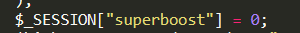 ),
$_SESSION["superboost"] = 0;